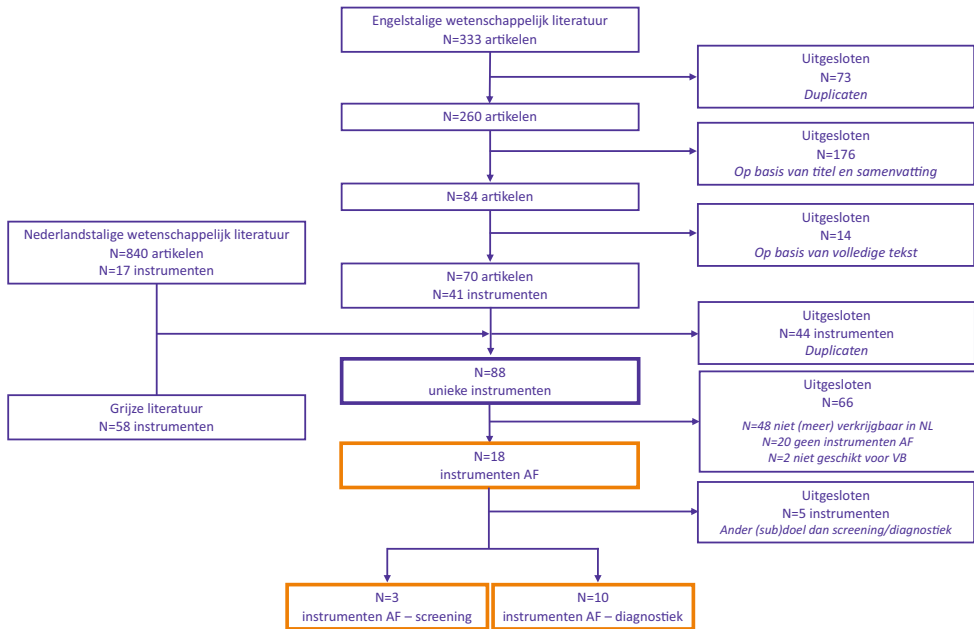 Engelstalige wetenschappelijk literatuur
N=333 artikelen
Uitgesloten
N=73
Duplicaten
N=260 artikelen
Uitgesloten
N=176
Op basis van titel en samenvatting
N=84 artikelen
Uitgesloten
N=14
Op basis van volledige tekst
Nederlandstalige wetenschappelijk literatuur
N=840 artikelen
N=17 instrumenten
N=70 artikelen
N=41 instrumenten
Uitgesloten
N=44 instrumenten
Duplicaten
N=88
unieke instrumenten
Grijze literatuur
N=58 instrumenten
Uitgesloten
N=66
N=48 niet (meer) verkrijgbaar in NL
N=20 geen instrumenten AF
N=2 niet geschikt voor VB
N=18
instrumenten AF
Uitgesloten
N=5 instrumenten
Ander (sub)doel dan screening/diagnostiek
N=3
instrumenten AF – screening
N=10
instrumenten AF – diagnostiek